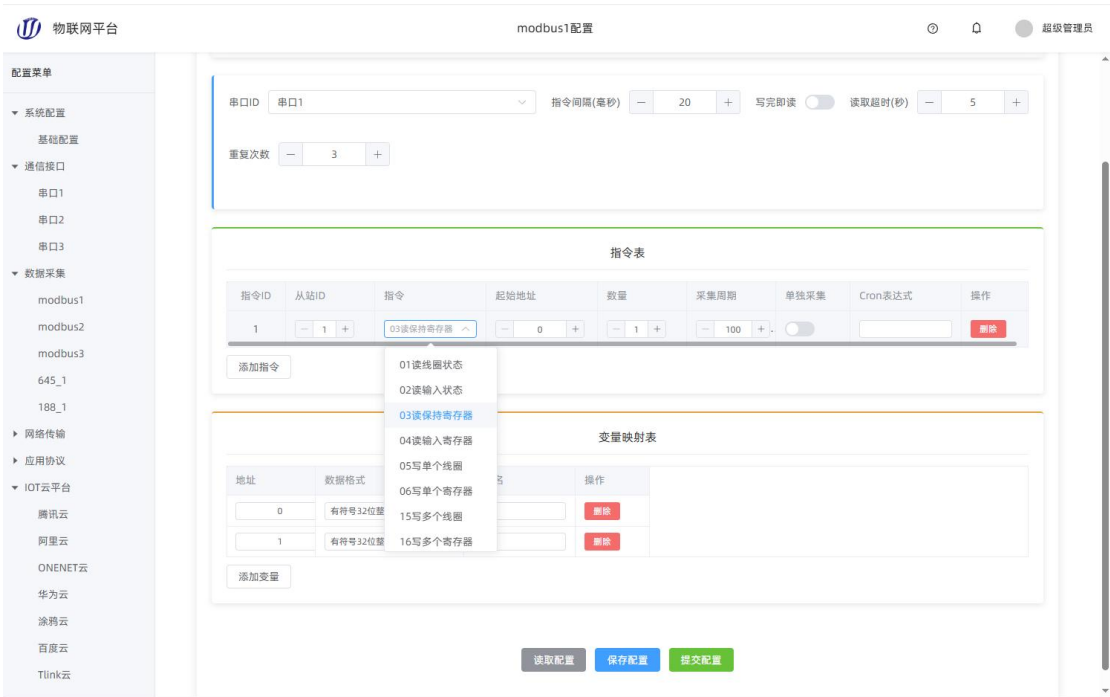 物联网平台
modbus1配置
超级管理员
配置菜单
系统配置
基础配置
通信接口
串口1
串口2
串口3
数据采集
modbus1
modbus2
modbus3
645_1
188_1
网络传输
应用协议
IOT云平台
腾讯云
阿里云
ONENET云
华为云
涂鸦云
百度云
Tlink云
串口ID 串口1 指令间隔(毫秒) 20 写完即读 读取超时(秒) 5
重复次数 3
指令表
指令ID 从站ID 指令 起始地址 数量 采集周期 单独采集 Cron表达式 操作
1 1 03读保持寄存器 0 1 100 删除
添加指令
01读线圈状态
02读输入状态
03读保持寄存器
04读输入寄存器
05写单个线圈
06写单个寄存器
15写多个线圈
16写多个寄存器
变量映射表
地址 数据格式 名 操作
0 有符号32位整 删除
1 有符号32位整 删除
添加变量
读取配置 保存配置 提交配置